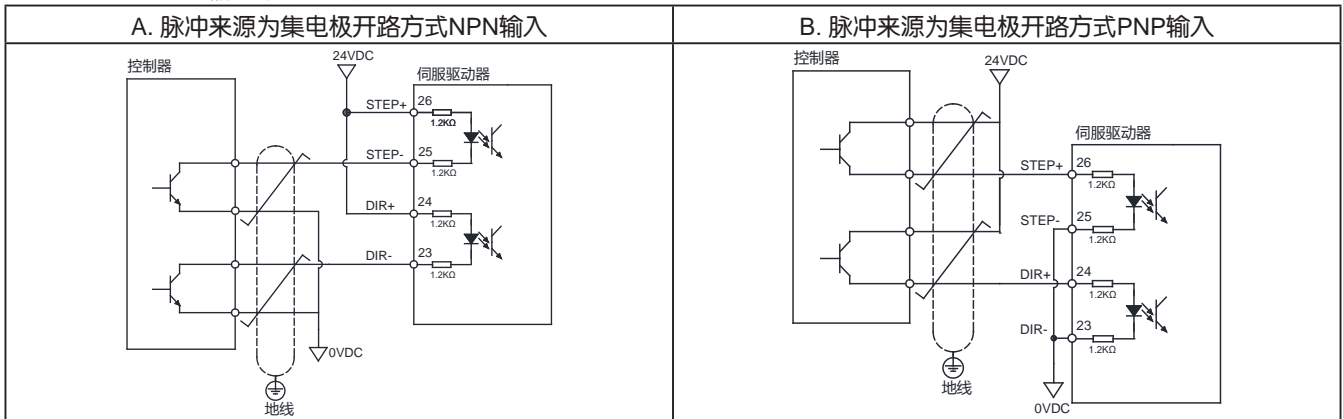 A. 脉冲来源为集电极开路方式NPN输入
B. 脉冲来源为集电极开路方式PNP输入
控制器
24VDC
伺服驱动器
STEP+
26
1.2KΩ
STEP-
25
1.2KΩ
DIR+
24
1.2KΩ
DIR-
23
1.2KΩ
0VDC
地线
控制器
24VDC
伺服驱动器
STEP+
26
1.2KΩ
STEP-
25
1.2KΩ
DIR+
24
1.2KΩ
DIR-
23
1.2KΩ
0VDC
地线